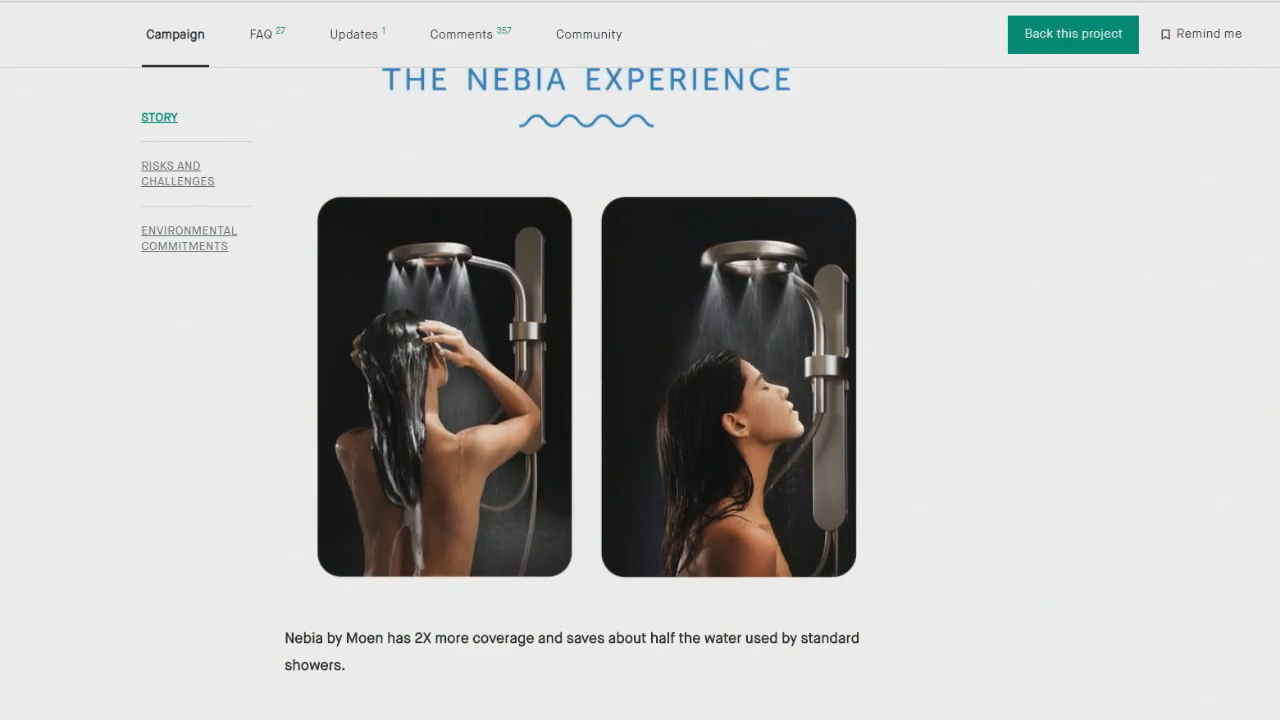 Campaign
FAQ 27
Updates 1
Comments 357
Community
Back this project
Remind me
THE NEBIA EXPERIENCE
STORY
RISKS AND
CHALLENGES
ENVIRONMENTAL
COMMITMENTS
Nebia by Moen has 2X more coverage and saves about half the water used by standard
showers.